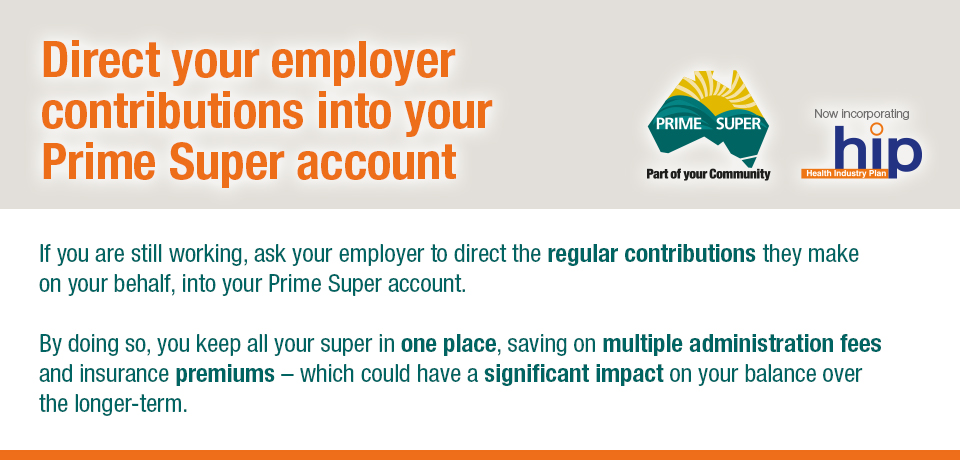 Direct your employer
contributions into your
Prime Super account
PRIME SUPER
Part of your Community
Now incorporating
hip
Health Industry Plan
If you are still working, ask your employer to direct the regular contributions they make
on your behalf, into your Prime Super account.
By doing so, you keep all your super in one place, saving on multiple administration fees
and insurance premiums – which could have a significant impact on your balance over
the longer-term.